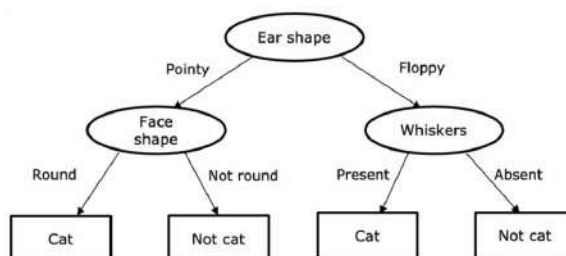 Ear shape
Pointy
Floppy
Face
shape
Whiskers
Round
Not round
Present
Absent
Cat
Not cat
Cat
Not cat